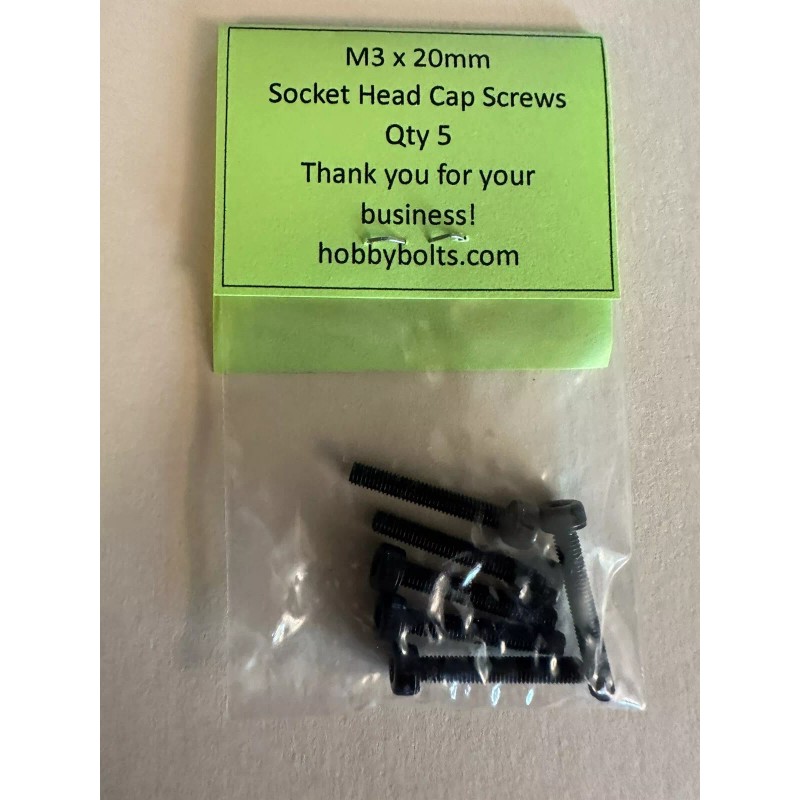 M3 x 20mm
Socket Head Cap Screws
Qty 5
Thank you for your
business!
hobbybolts.com